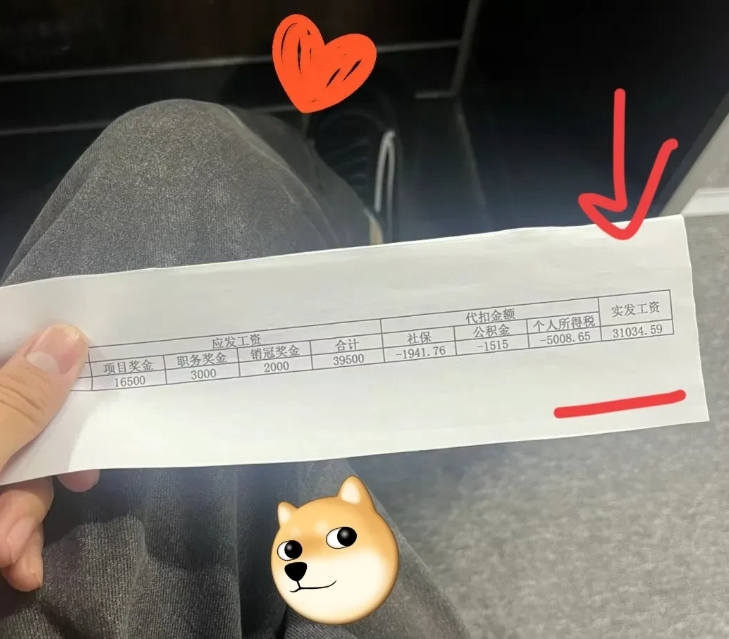 应发工资 代扣金额 实发工资
项目奖金 职务奖金 销冠奖金 合计 社保 公积金 个人所得税
16500 3000 2000 39500 -1941.76 -1515 -5008.65 31034.59